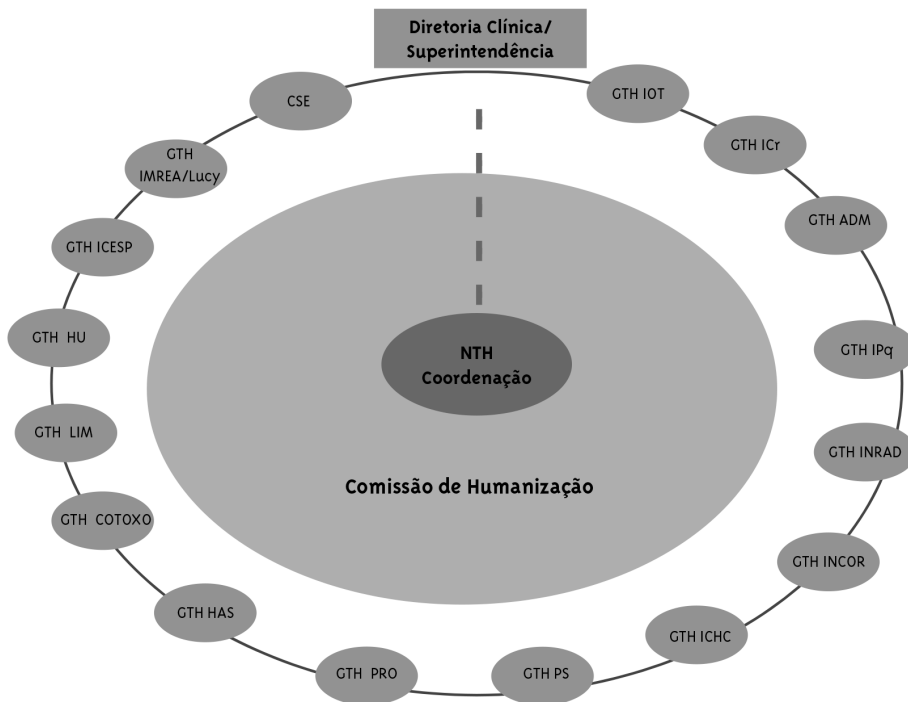 Diretoria Clínica/
Superintendência
CSE
GTH IOT
GTH ICr
GTH
IMREA/Lucy
GTH ADM
GTH ICESP
GTH HU
GTH IPq
NTH
Coordenação
GTH LIM
GTH INRAD
Comissão de Humanização
GTH COTOXO
GTH INCOR
GTH HAS
GTH ICHC
GTH PRO
GTH PS